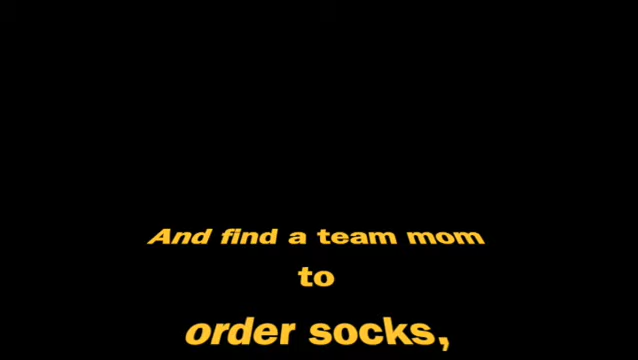 And find a team mom
to
order socks,